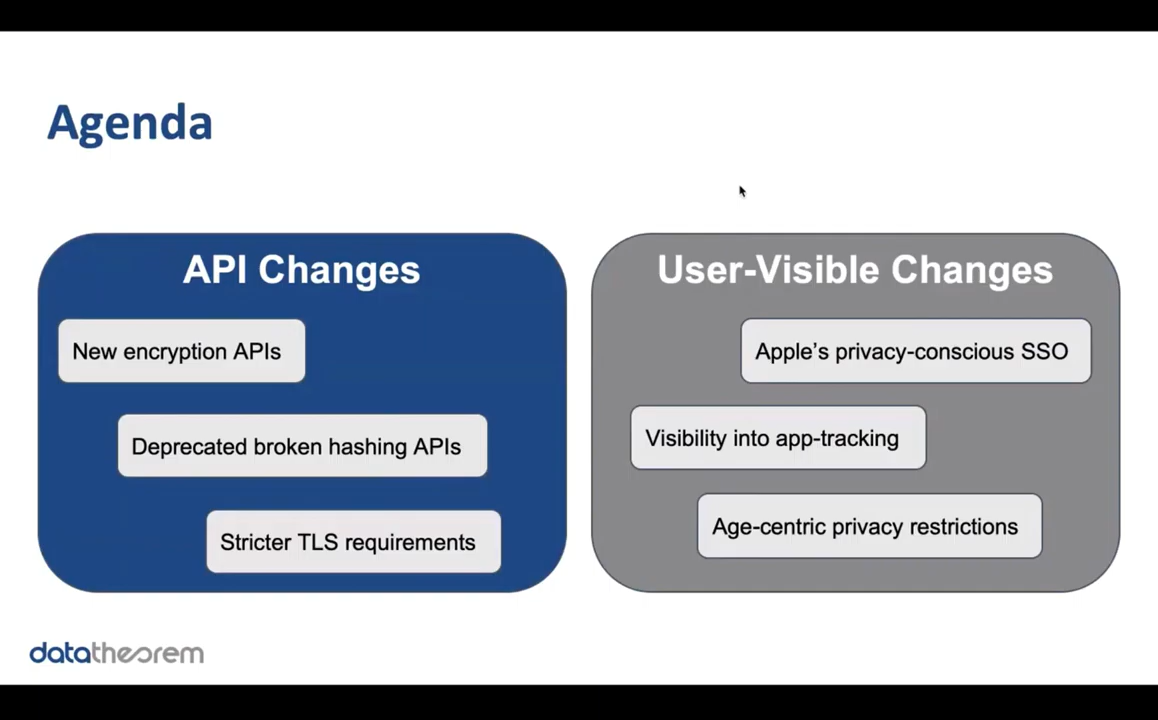 Agenda
API Changes
New encryption APIs
Deprecated broken hashing APIs
Stricter TLS requirements
User-Visible Changes
Apple’s privacy-conscious SSO
Visibility into app-tracking
Age-centric privacy restrictions
datatheorem